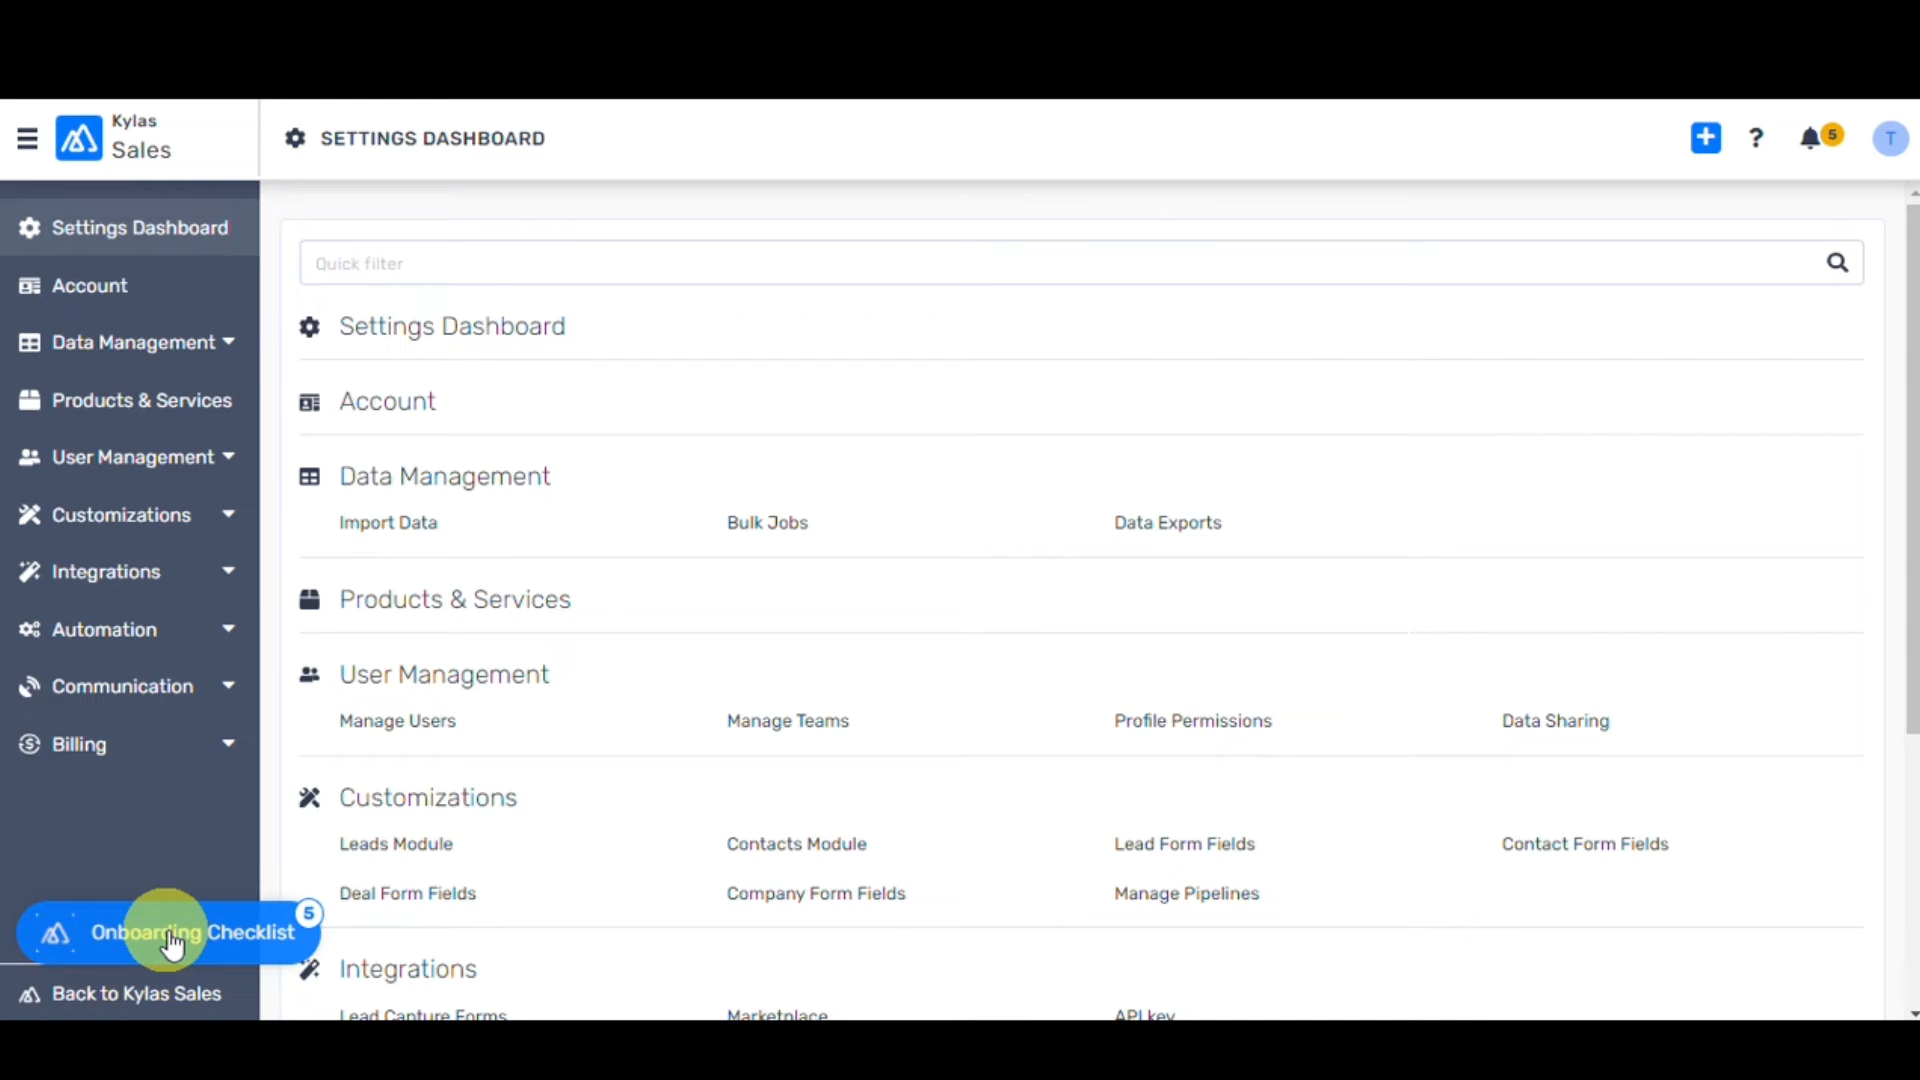 Kylas
Sales
SETTINGS DASHBOARD
?
5
T
Settings Dashboard
Account
Data Management
Products & Services
User Management
Customizations
Integrations
Automation
Communication
Billing
Onboarding Checklist
5
Back to Kylas Sales
Quick filter
Settings Dashboard
Account
Data Management
Import Data Bulk Jobs Data Exports
Products & Services
User Management
Manage Users Manage Teams Profile Permissions Data Sharing
Customizations
Leads Module Contacts Module Lead Form Fields Contact Form Fields
Deal Form Fields Company Form Fields Manage Pipelines
Integrations
Lead Capture Forms Marketplace API key